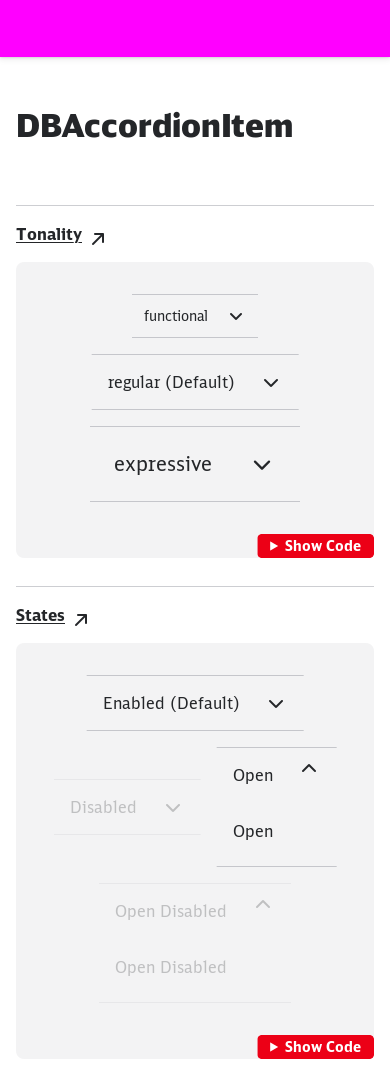 DBAccordionItem
Tonality
functional
regular (Default)
expressive
Show Code
States
Enabled (Default)
Disabled
Open
Open
Open Disabled
Open Disabled
Show Code